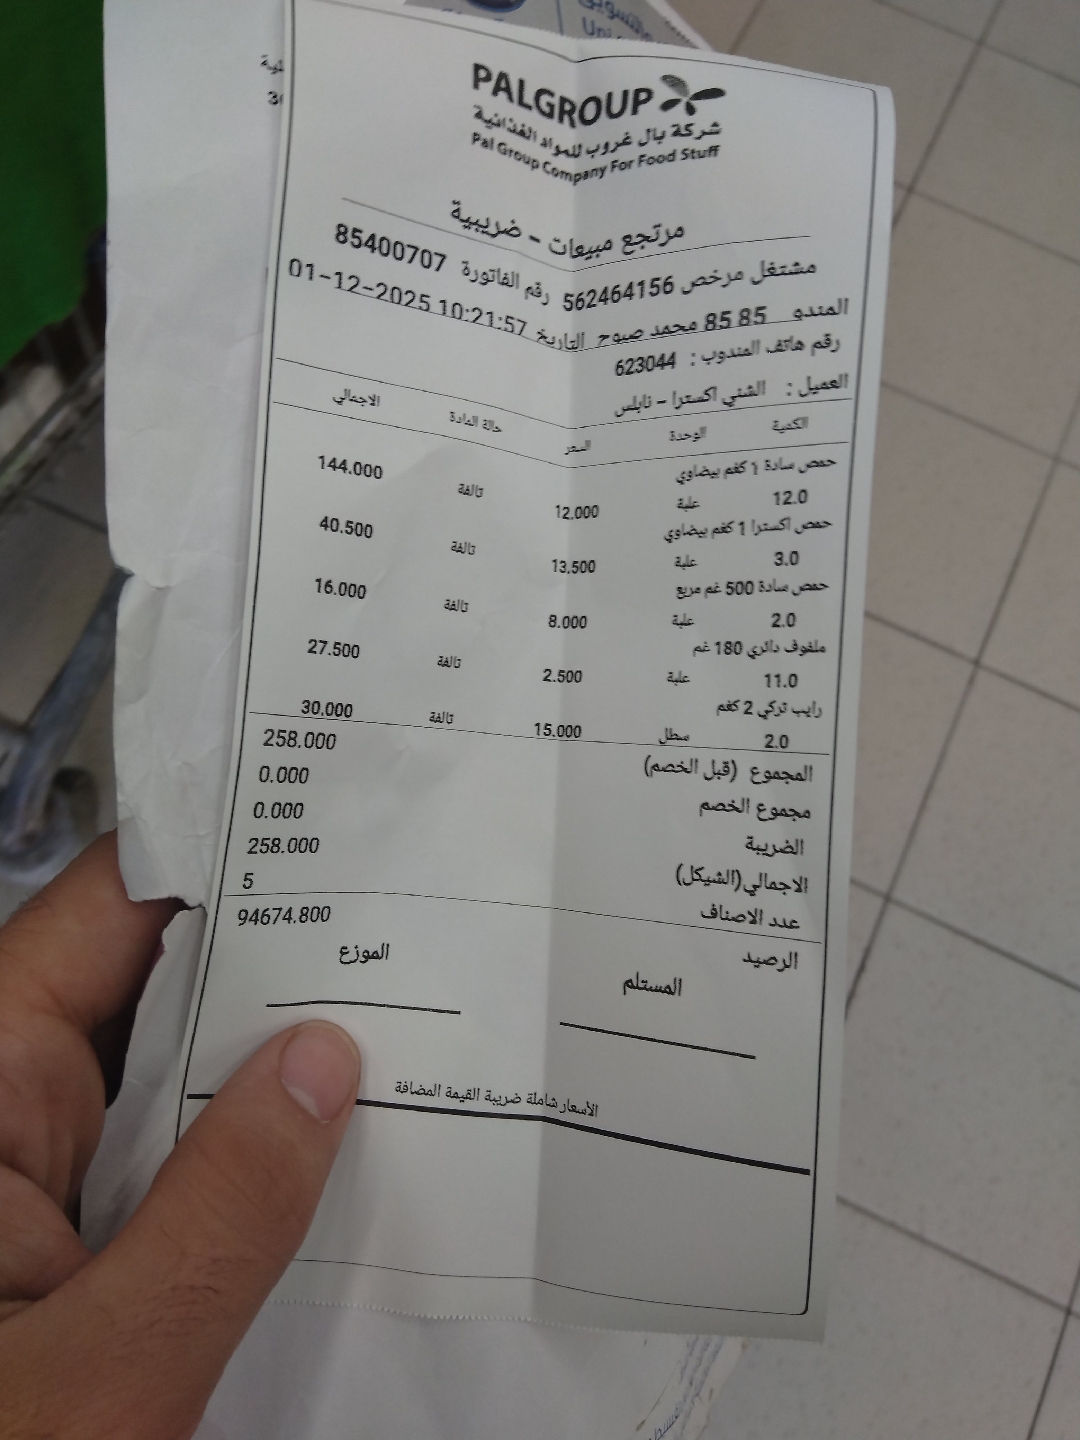 PALGROUP
شركة بال غروب للمواد الغذائية
Pal Group Company For Food Stuff
مرتجع مبيعات - ضريبية
مشتغل مرخص 562464156 رقم الفاتورة 85400707
المندو 85 85 محمد صبوح التاريخ 01-12-2025 10:21:57
رقم هاتف المندوب : 623044
العميل : الشني اكسترا - نابلس
الكمية الوحدة السعر حالة المادة الاجمالي
حمص سادة 1 كغم بيضاوي
12.0 علبة 12.000 تالفة 144.000
حمص اكسترا 1 كغم بيضاوي
3.0 علبة 13.500 تالفة 40.500
حمص سادة 500 غم مربع
2.0 علبة 8.000 تالفة 16.000
ملفوف دائري 180 غم
11.0 علبة 2.500 تالفة 27.500
رايب تركي 2 كغم
2.0 سطل 15.000 تالفة 30.000
المجموع (قبل الخصم) 258.000
مجموع الخصم 0.000
الضريبة 0.000
الاجمالي(الشيكل) 258.000
عدد الاصناف 5
الرصيد 94674.800
المستلم الموزع
الأسعار شاملة ضريبة القيمة المضافة